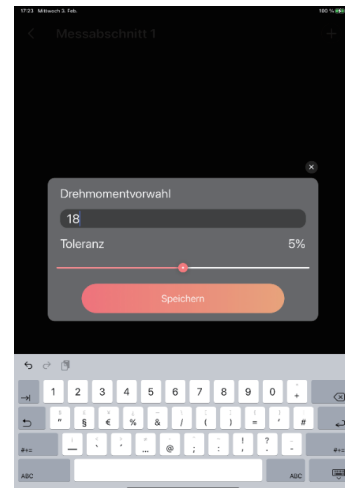 17:23 Mittwoch 3. Feb.
100 %
Messabschnitt 1
Drehmomentvorwahl
18
Toleranz
5%
Speichern
1 2 3 4 5 6 7 8 9 0 +
" § € % & / ( ) = ' #
#+= — ` ' ... @ ; : ! ? - #+=
ABC ABC